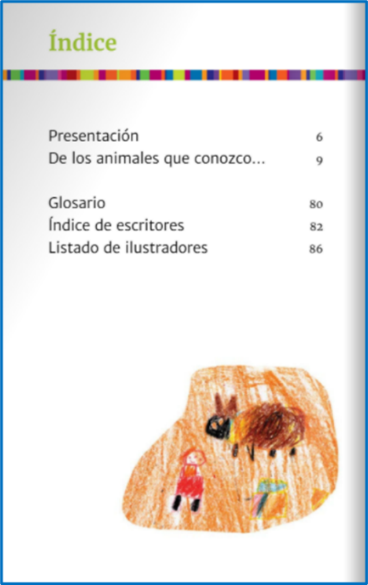 Índice
Presentación 6
De los animales que conozco... 9
Glosario 80
Índice de escritores 82
Listado de ilustradores 86